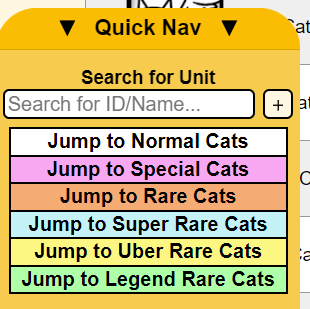 ▼ Quick Nav ▼
Search for Unit
Search for ID/Name... +
Jump to Normal Cats
Jump to Special Cats
Jump to Rare Cats
Jump to Super Rare Cats
Jump to Uber Rare Cats
Jump to Legend Rare Cats